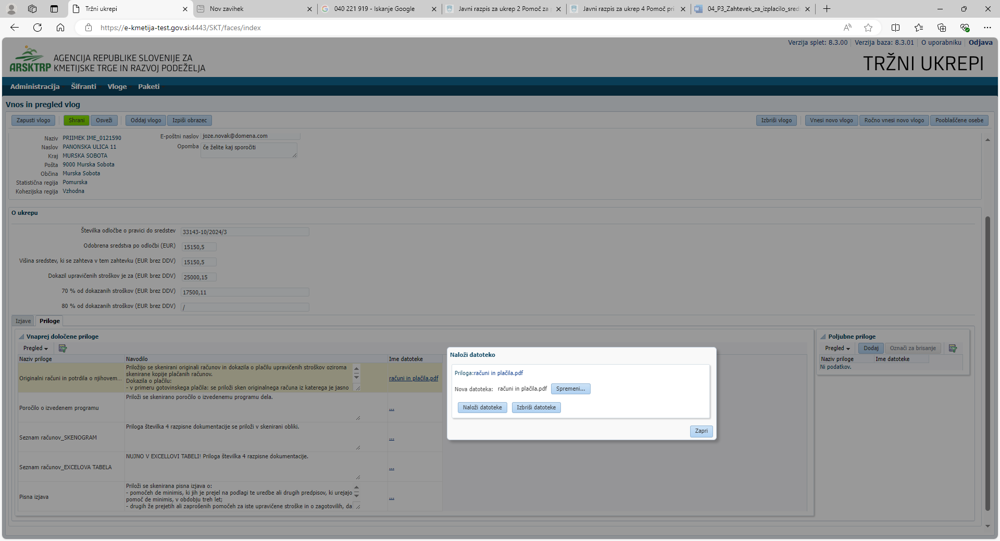 Tržni ukrepi
Nov zavihek
040 221 919 - Iskanje Google
Javni razpis za ukrep 2 Pomoč za
Javni razpis za ukrep 4 Pomoč pri
04_P3_Zahtevek_za_izplacilo_sred
https://e-kmetija-test.gov.si:4443/SKT/faces/index
Verzija splet: 8.3.00 Verzija baza: 8.3.01 O uporabniku Odjava
ARSKTRP
AGENCIJA REPUBLIKE SLOVENIJE ZA
KMETIJSKE TRGE IN RAZVOJ PODEŽELJA
TRŽNI UKREPI
Administracija Šifranti Vloge Paketi
Vnos in pregled vlog
Zapusti vlogo Shrani Osveži Oddaj vlogo Izpiši obrazec Izbriši vlogo Vnesi novo vlogo Ročno vnesi novo vlogo Pooblaščene osebe
Naziv PRIIMEK IME_0121590
Naslov PANONSKA ULICA 11
Kraj MURSKA SOBOTA
Pošta 9000 Murska Sobota
Občina Murska Sobota
Statistična regija Pomurska
Kohezijska regija Vzhodna
E-poštni naslov joze.novak@domena.com
Opomba če želite kaj sporočiti
O ukrepu
Številka odločbe o pravici do sredstev 33143-10/2024/3
Odobrena sredstva po odločbi (EUR) 15150,5
Višina sredstev, ki se zahteva v tem zahtevku (EUR brez DDV) 15150,5
Dokazil upravičenih stroškov je za (EUR brez DDV) 25000,15
70 % od dokazanih stroškov (EUR brez DDV) 17500,11
80 % od dokazanih stroškov (EUR brez DDV) /
Izjave Priloge
Vnaprej določene priloge
Pregled
Naziv priloge Navodilo Ime datoteke
Originalni računi in potrdila o njihovem...
Priložijo se skenirani originali računov in dokazila o plačilu upravičenih stroškov oziroma
skenirane kopije plačanih računov.
Dokazila o plačilu:
- v primeru gotovinskega plačila: se priloži sken originalnega računa iz katerega je jasno
računi in plačila.pdf
Poročilo o izvedenem programu
Priloži se skenirano poročilo o izvedenemu programu dela.
...
Seznam računov_SKENOGRAM
Priloga številka 4 razpisne dokumentacije se priloži v skenirani obliki.
...
Seznam računov_EXCELOVA TABELA
NUJNO V EXCELLOVI TABELI! Priloga številka 4 razpisne dokumentacije.
...
Pisna izjava
Priloži se skenirana pisna izjava o:
- pomočeh de minimis, ki jih je prejel na podlagi te uredbe ali drugih predpisov, ki urejajo
pomoč de minimis, v obdobju treh let;
- drugih že prejetih ali zaprošenih pomočeh za iste upravičene stroške in o zagotovilih, da
...
Naloži datoteko
Priloga:računi in plačila.pdf
Nova datoteka: računi in plačila.pdf Spremeni...
Naloži datoteke Izbriši datoteke
Zapri
Poljubne priloge
Pregled Dodaj Označi za brisanje
Naziv priloge Ime datoteke
Ni podatkov.